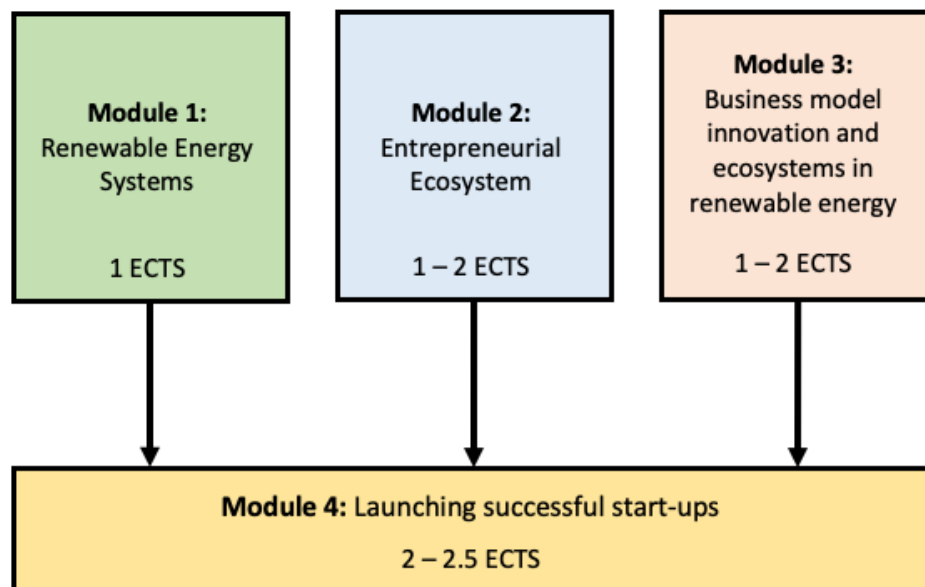 Module 1:
Renewable Energy
Systems
1 ECTS
Module 2:
Entrepreneurial
Ecosystem
1 – 2 ECTS
Module 3:
Business model
innovation and
ecosystems in
renewable energy
1 – 2 ECTS
Module 4: Launching successful start-ups
2 – 2.5 ECTS